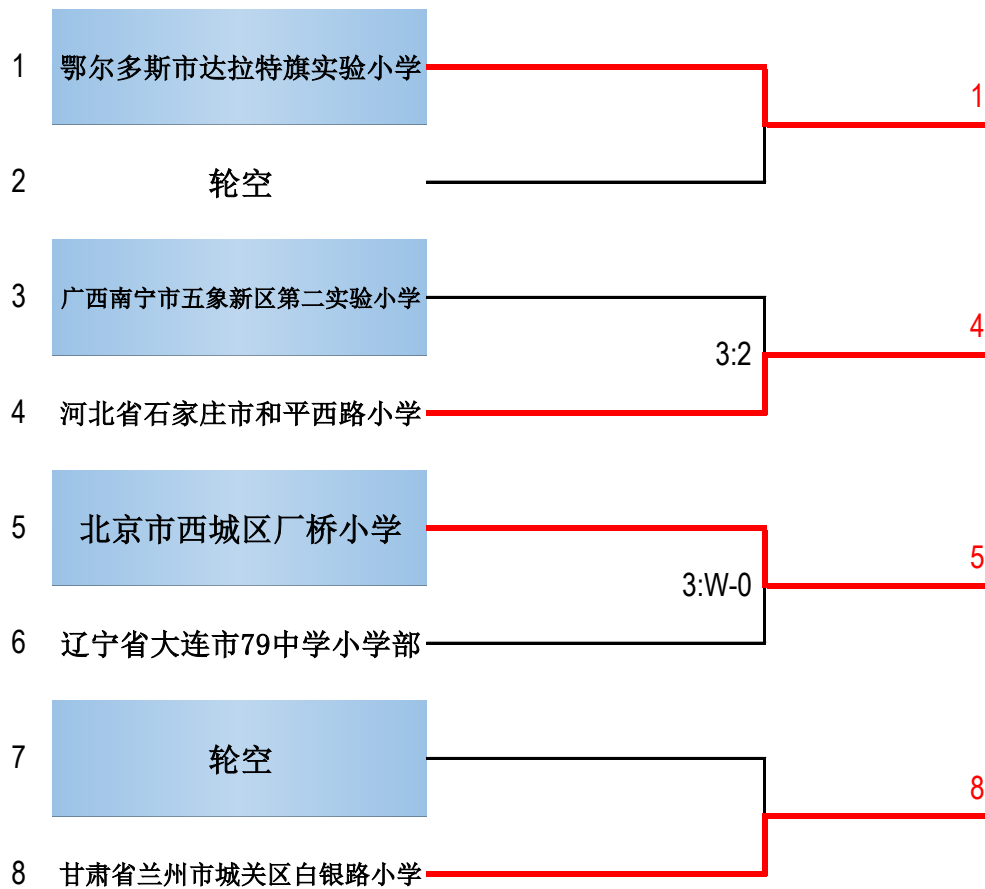 1 鄂尔多斯市达拉特旗实验小学
1
2 轮空
3 广西南宁市五象新区第二实验小学
4
3:2
4 河北省石家庄市和平西路小学
5 北京市西城区厂桥小学
5
3:W-0
6 辽宁省大连市79中学小学部
7 轮空
8
8 甘肃省兰州市城关区白银路小学